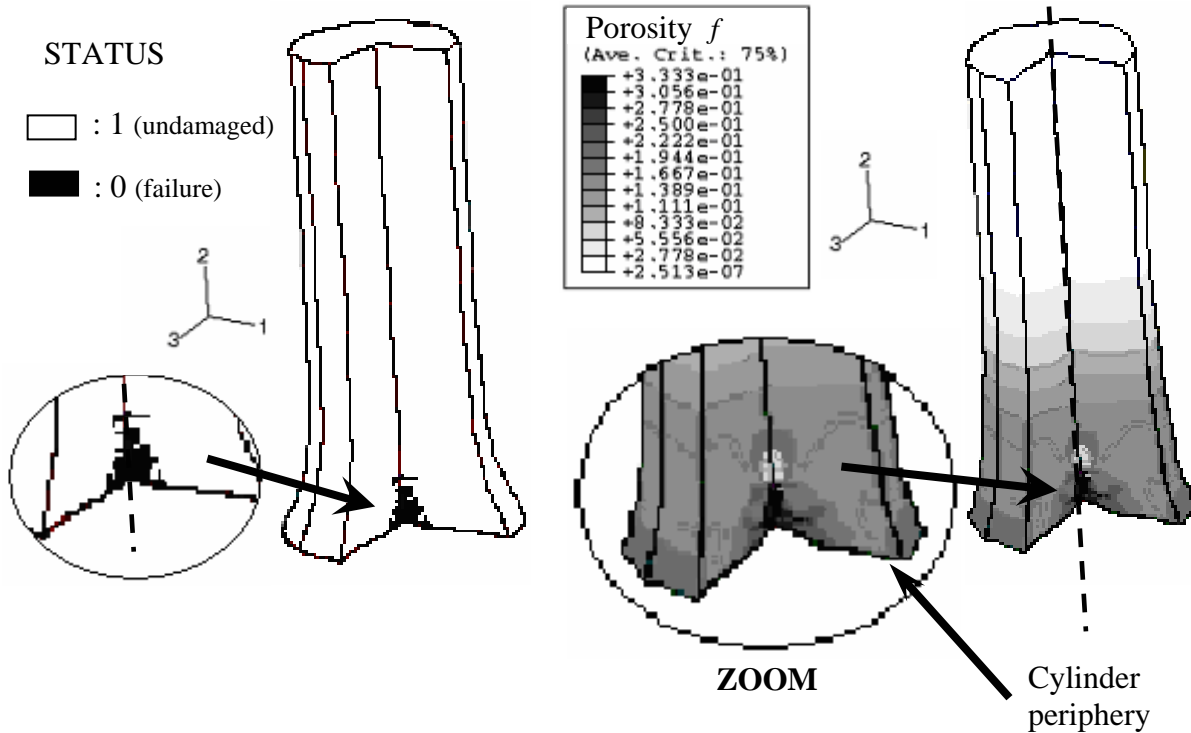 STATUS
: 1 (undamaged)
: 0 (failure)
2
3
1
Porosity f
(Ave. Crit.: 75%)
+3.333e-01
+3.056e-01
+2.778e-01
+2.500e-01
+2.222e-01
+1.944e-01
+1.667e-01
+1.389e-01
+1.111e-01
+8.333e-02
+5.556e-02
+2.778e-02
+2.513e-07
2
3
1
ZOOM
Cylinder
periphery